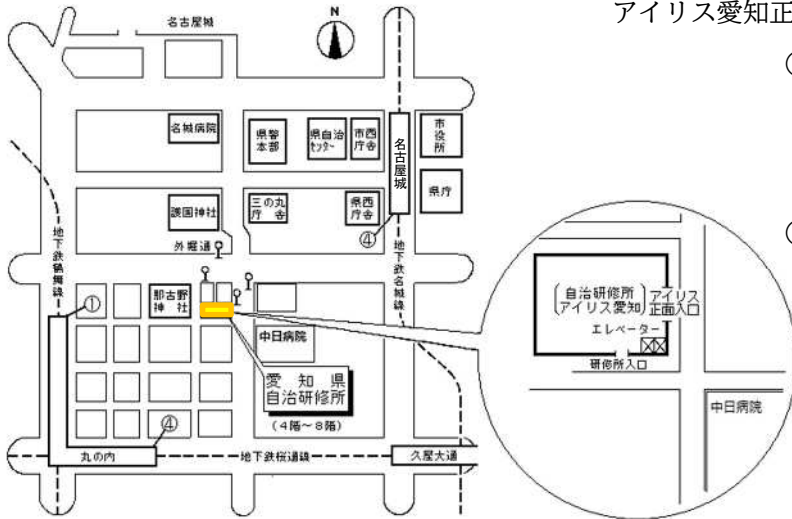 アイリス愛知正
名古屋城
N
名城病院
県警
本部
県自治
センター
市西
庁舎
名古屋城
市役所
護国神社
三の丸
庁舎
県西
庁舎
県庁
④
外堀通
地下鉄鶴舞線
地下鉄名城線
①
那古野
神社
中日病院
愛知県
自治研修所
(4階~8階)
④
丸の内
地下鉄桜通線
久屋大通
自治研修所
アイリス愛知
アイリス
正面入口
エレベーター
研修所入口
中日病院